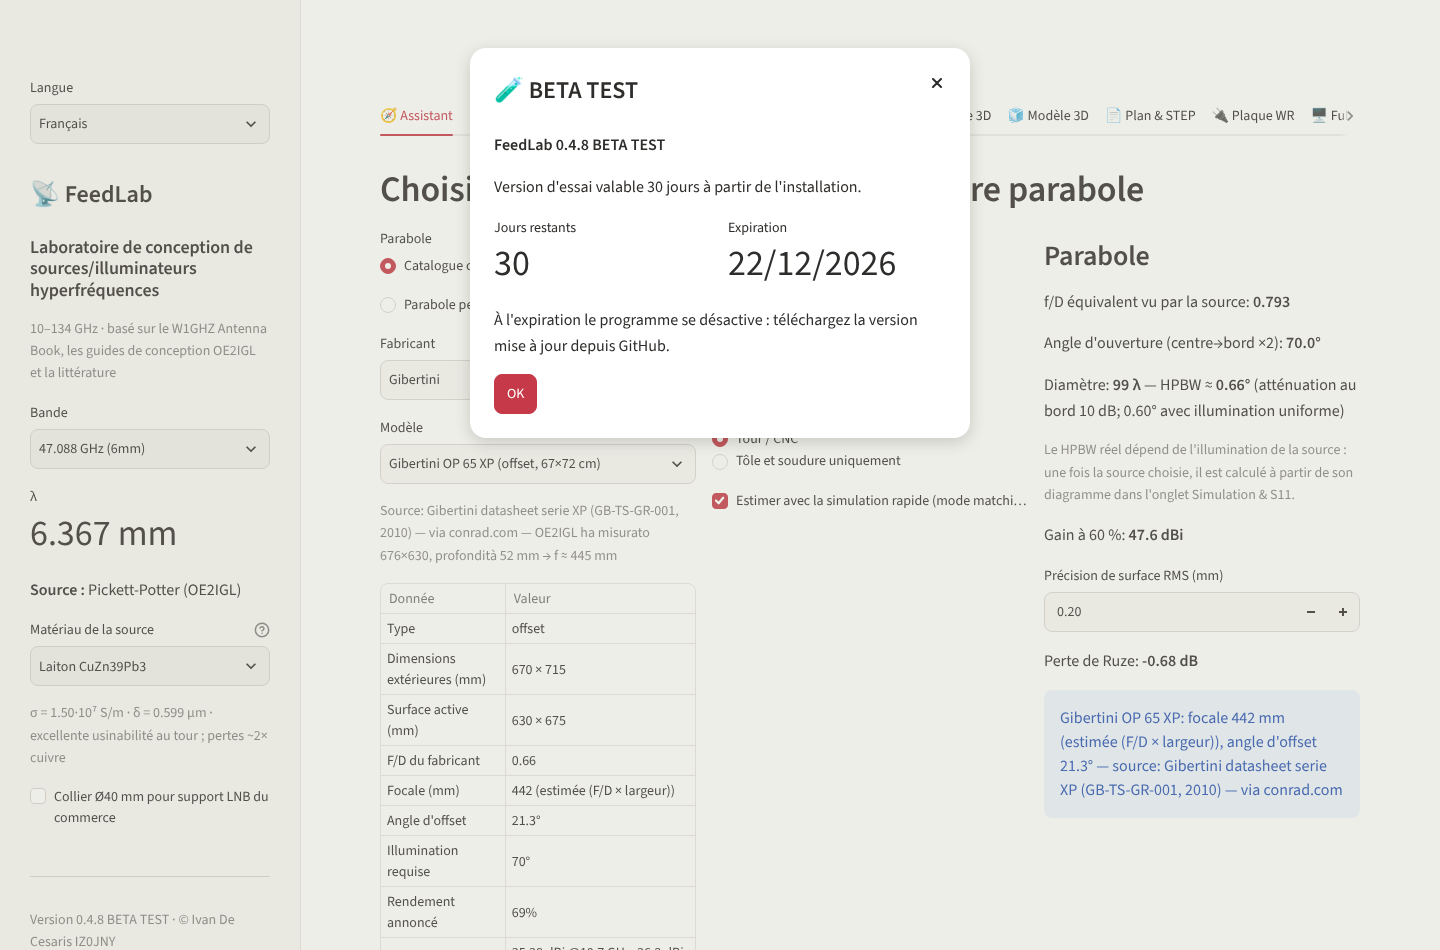 Langue
Français
📡 FeedLab
Laboratoire de conception de
sources/illuminateurs
hyperfréquences
10–134 GHz · basé sur le W1GHZ Antenna
Book, les guides de conception OE2IGL
et la littérature
Bande
47.088 GHz (6mm)
λ
6.367 mm
Source : Pickett-Potter (OE2IGL)
Matériau de la source
Laiton CuZn39Pb3
σ = 1.50·10⁷ S/m · δ = 0.599 µm ·
excellente usinabilité au tour ; pertes ~2×
cuivre
Collier Ø40 mm pour support LNB du
commerce
Version 0.4.8 BETA TEST · © Ivan De
Cesaris IZ0JNY
🧪 BETA TEST
FeedLab 0.4.8 BETA TEST
Version d'essai valable 30 jours à partir de l'installation.
Jours restants
30
Expiration
22/12/2026
À l'expiration le programme se désactive : téléchargez la version
mise à jour depuis GitHub.
OK
🧭 Assistant
3D
🧊 Modèle 3D
📄 Plan & STEP
🔌 Plaque WR
parabole
Parabole
Catalogue
Parabole
Fabricant
Gibertini
Modèle
Gibertini OP 65 XP (offset, 67×72 cm)
Source: Gibertini datasheet serie XP (GB-TS-GR-001,
2010) — via conrad.com — OE2IGL ha misurato
676×630, profondità 52 mm → f ≈ 445 mm
Donnée Valeur
Type offset
Dimensions
extérieures (mm) 670 × 715
Surface active
(mm) 630 × 675
F/D du fabricant 0.66
Focale (mm) 442 (estimée (F/D × largeur))
Angle d'offset 21.3°
Illumination
requise 70°
Rendement
annoncé 69%
Tour / CNC
Tôle et soudure uniquement
Estimer avec la simulation rapide (mode matchi…
Parabole
f/D équivalent vu par la source: 0.793
Angle d'ouverture (centre→bord ×2): 70.0°
Diamètre: 99 λ — HPBW ≈ 0.66° (atténuation au
bord 10 dB; 0.60° avec illumination uniforme)
Le HPBW réel dépend de l'illumination de la source :
une fois la source choisie, il est calculé à partir de son
diagramme dans l'onglet Simulation & S11.
Gain à 60 %: 47.6 dBi
Précision de surface RMS (mm)
0.20
Perte de Ruze: -0.68 dB
Gibertini OP 65 XP: focale 442 mm
(estimée (F/D × largeur)), angle d'offset
21.3° — source: Gibertini datasheet serie
XP (GB-TS-GR-001, 2010) — via conrad.com